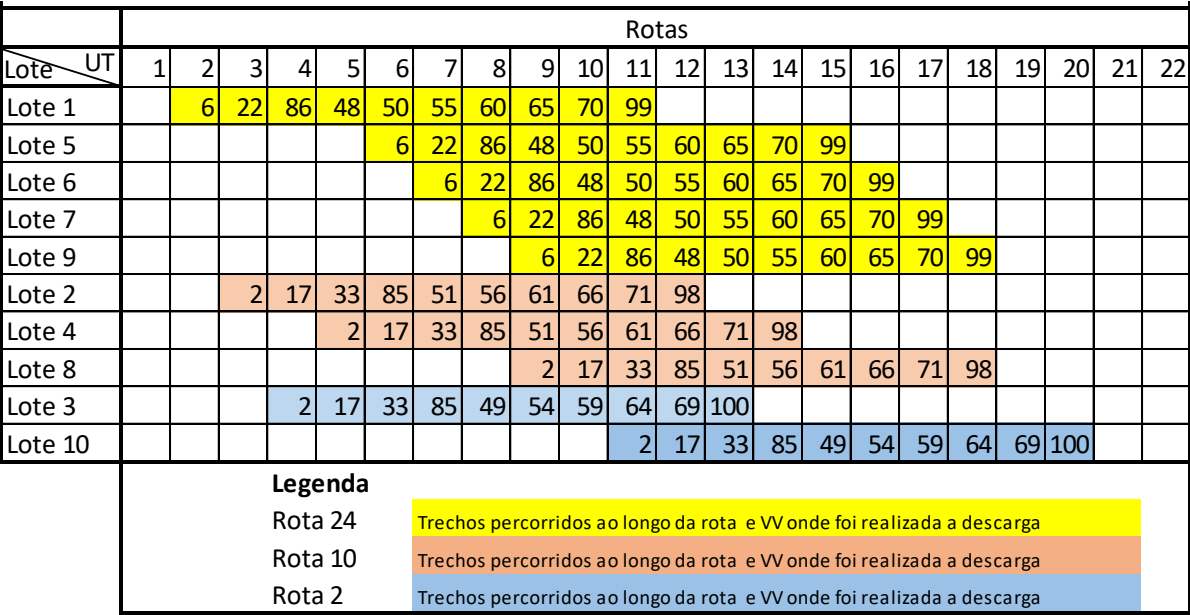 Rotas
Lote UT 1 2 3 4 5 6 7 8 9 10 11 12 13 14 15 16 17 18 19 20 21 22
Lote 1 6 22 86 48 50 55 60 65 70 99
Lote 5 6 22 86 48 50 55 60 65 70 99
Lote 6 6 22 86 48 50 55 60 65 70 99
Lote 7 6 22 86 48 50 55 60 65 70 99
Lote 9 6 22 86 48 50 55 60 65 70 99
Lote 2 2 17 33 85 51 56 61 66 71 98
Lote 4 2 17 33 85 51 56 61 66 71 98
Lote 8 2 17 33 85 51 56 61 66 71 98
Lote 3 2 17 33 85 49 54 59 64 69 100
Lote 10 2 17 33 85 49 54 59 64 69 100
Legenda
Rota 24 Trechos percorridos ao longo da rota e VV onde foi realizada a descarga
Rota 10 Trechos percorridos ao longo da rota e VV onde foi realizada a descarga
Rota 2 Trechos percorridos ao longo da rota e VV onde foi realizada a descarga